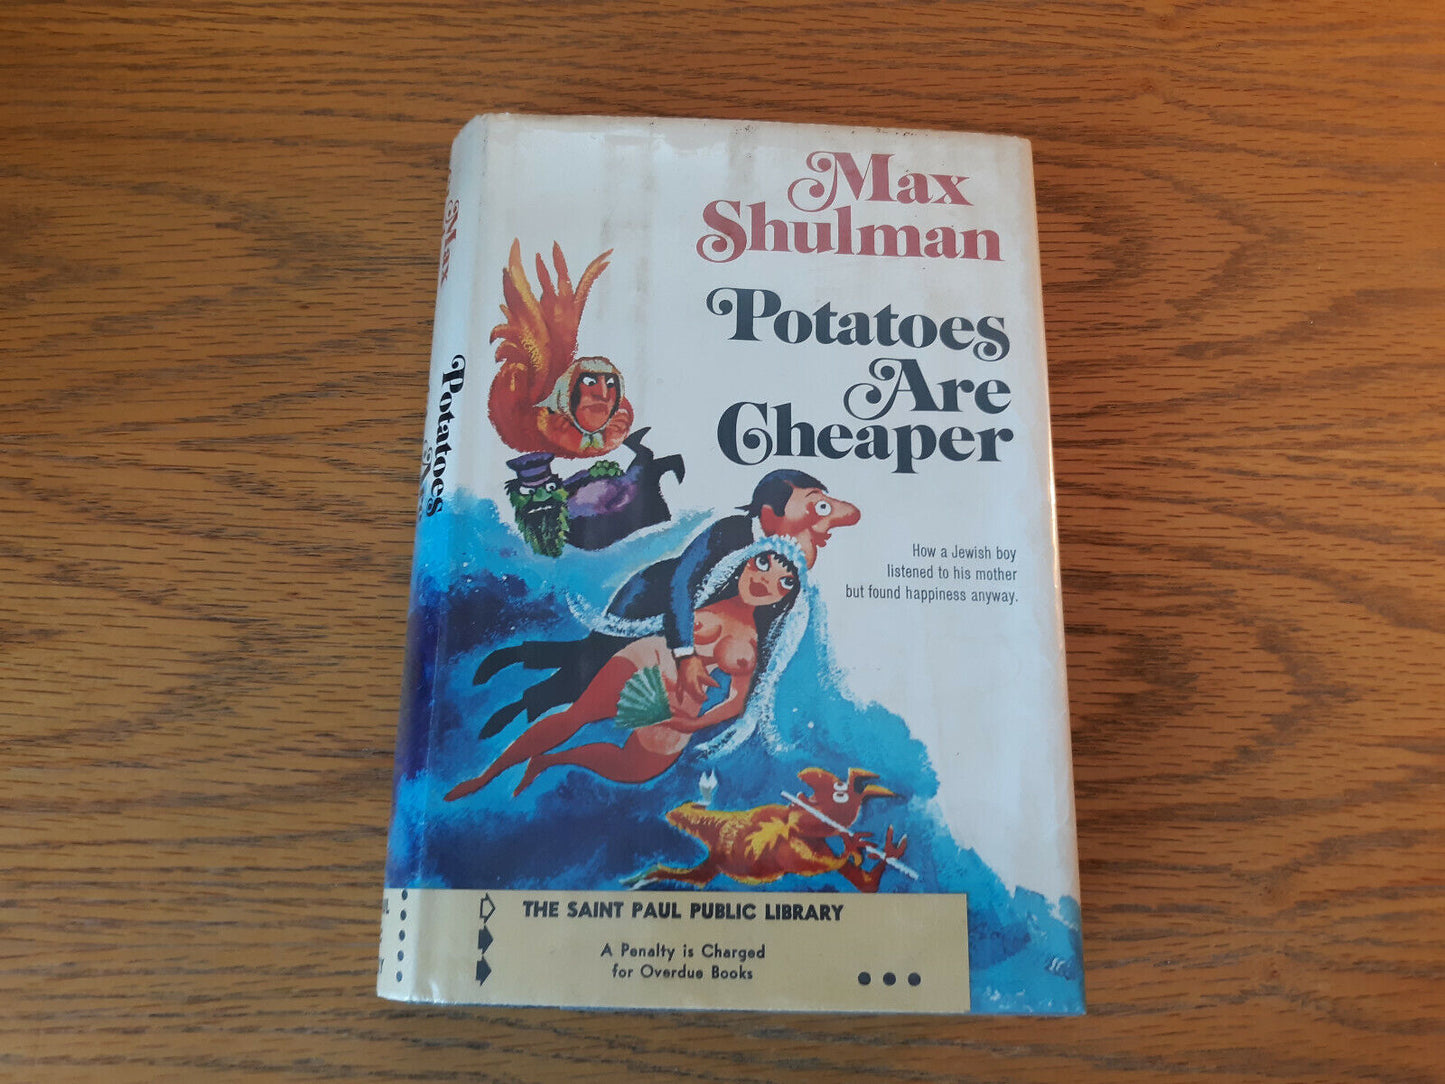 Max
Shulman
Potatoes
Are
Cheaper
How a Jewish boy
listened to his mother
but found happiness anyway.
THE SAINT PAUL PUBLIC LIBRARY
A Penalty is Charged
for Overdue Books
Max
Potatoes